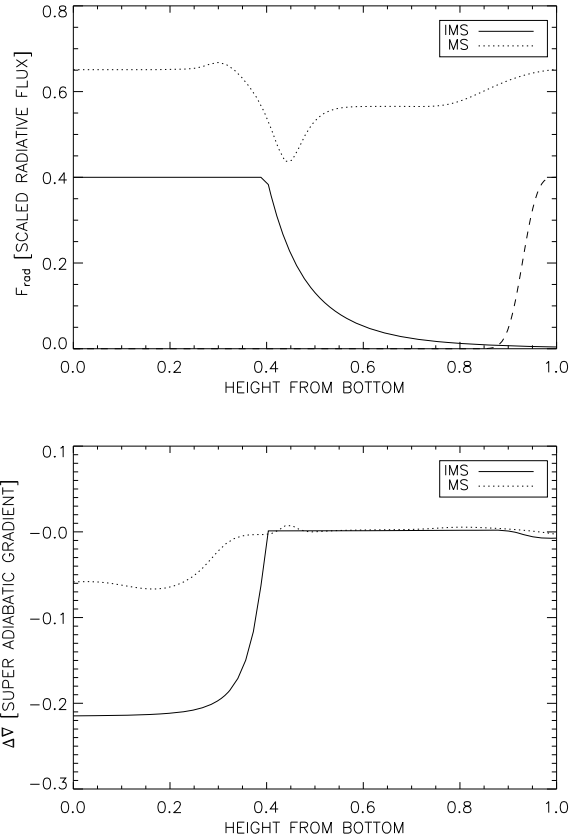 0.8
0.6
0.4
0.2
0.0
F_rad [SCALED RADIATIVE FLUX]
IMS
MS
0.0 0.2 0.4 0.6 0.8 1.0
HEIGHT FROM BOTTOM
0.1
-0.0
-0.1
-0.2
-0.3
Δ∇ [SUPER ADIABATIC GRADIENT]
IMS
MS
0.0 0.2 0.4 0.6 0.8 1.0
HEIGHT FROM BOTTOM